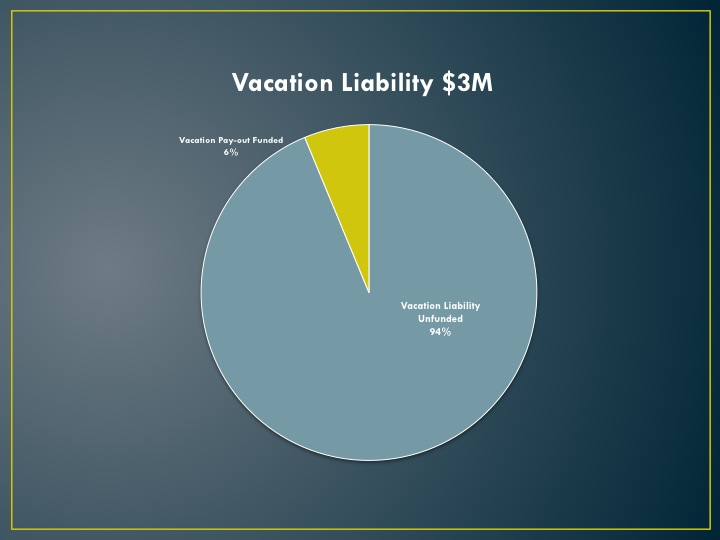 Vacation Liability $3M
Vacation Pay-out Funded
6%
Vacation Liability
Unfunded
94%